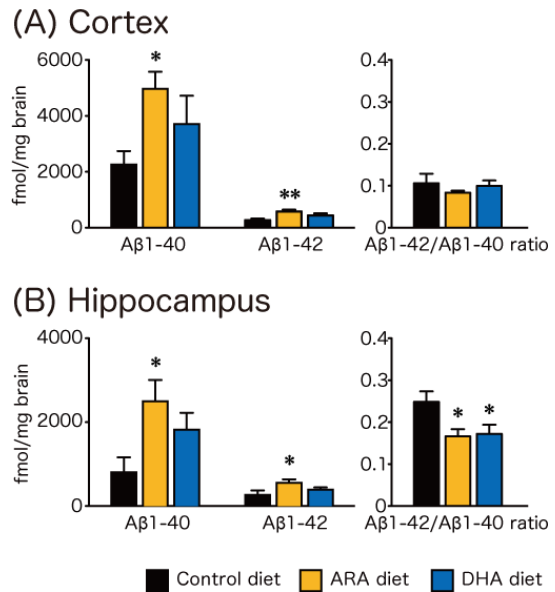 (A) Cortex
fmol/mg brain
6000
4000
2000
0
*
**
Aβ1-40
Aβ1-42
0.4
0.3
0.2
0.1
0
Aβ1-42/Aβ1-40 ratio
(B) Hippocampus
fmol/mg brain
4000
2000
0
*
*
Aβ1-40
Aβ1-42
0.4
0.3
0.2
0.1
0
* *
Aβ1-42/Aβ1-40 ratio
Control diet ARA diet DHA diet